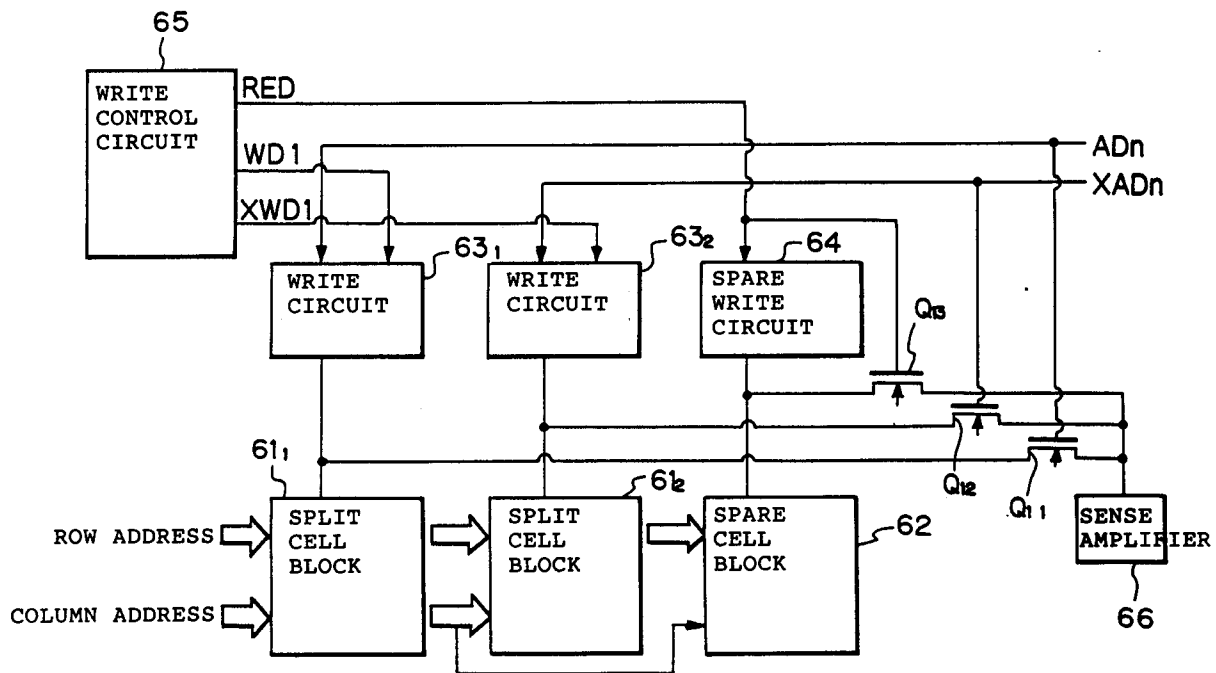 65
WRITE
CONTROL
CIRCUIT
RED
WD1
XWD1
ADn
XADn
63₁
WRITE
CIRCUIT
63₂
WRITE
CIRCUIT
64
SPARE
WRITE
CIRCUIT
Q₁₃
Q₁₂
Q₁₁
61₁
SPLIT
CELL
BLOCK
61₂
SPLIT
CELL
BLOCK
62
SPARE
CELL
BLOCK
SENSE
AMPLIFIER
66
ROW ADDRESS
COLUMN ADDRESS